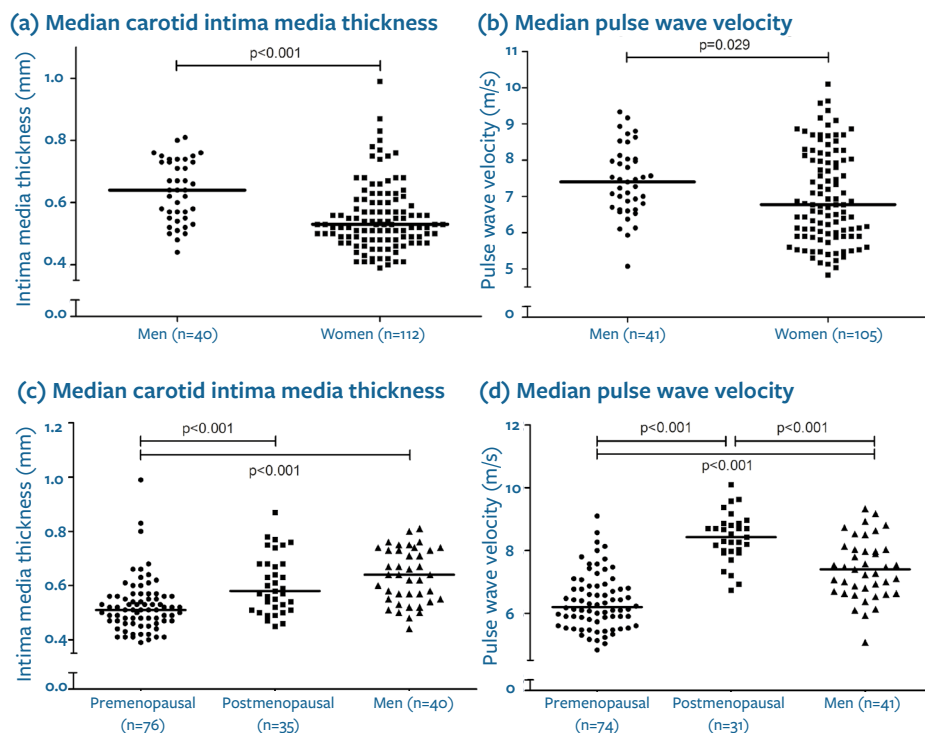 (a) Median carotid intima media thickness
p<0.001
Intima media thickness (mm)
1.0
0.8
0.6
0.4
0.0
Men (n=40)
Women (n=112)
(b) Median pulse wave velocity
p=0.029
Pulse wave velocity (m/s)
11
10
9
8
7
6
5
0
Men (n=41)
Women (n=105)
(c) Median carotid intima media thickness
p<0.001
p<0.001
Intima media thickness (mm)
1.2
1.0
0.8
0.6
0.4
0.0
Premenopausal
(n=76)
Postmenopausal
(n=35)
Men (n=40)
(d) Median pulse wave velocity
p<0.001
p<0.001
p<0.001
Pulse wave velocity (m/s)
12
10
8
6
0
Premenopausal
(n=74)
Postmenopausal
(n=31)
Men (n=41)